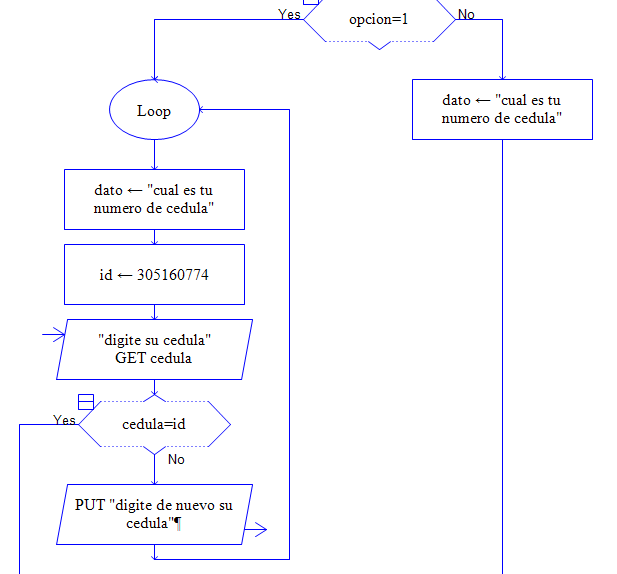 Yes
opcion=1
No
Loop
dato ← "cual es tu
numero de cedula"
dato ← "cual es tu
numero de cedula"
id ← 305160774
"digite su cedula"
GET cedula
Yes
cedula=id
No
PUT "digite de nuevo su
cedula"¶